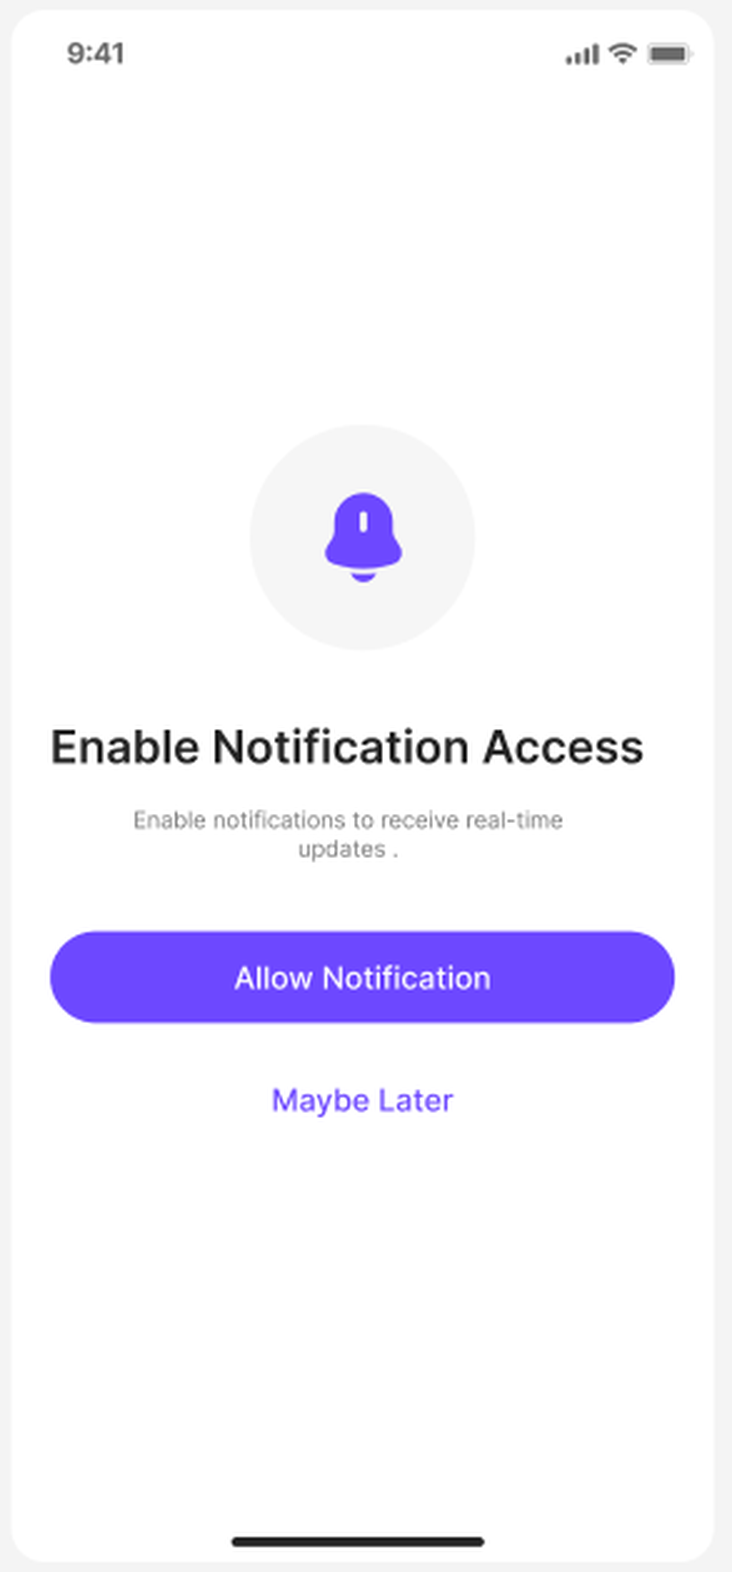 9:41
Enable Notification Access
Enable notifications to receive real-time
updates .
Allow Notification
Maybe Later